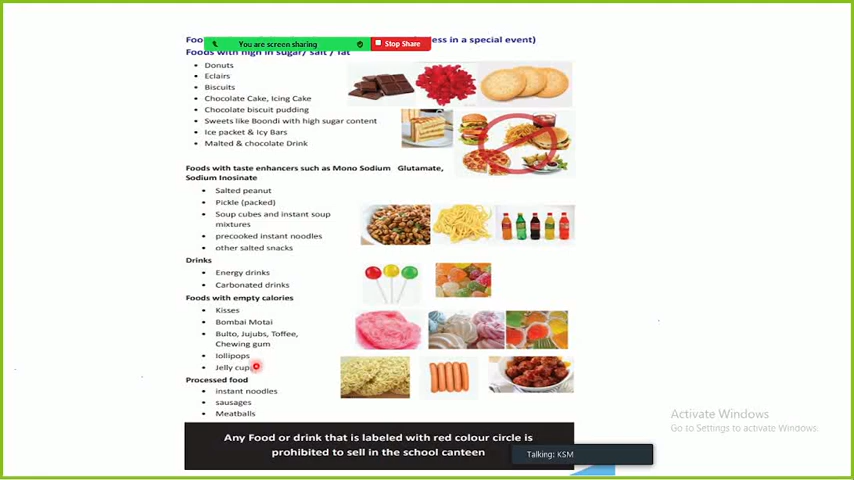 Foo
ess in a special event)
You are screen sharing
Stop Share
Foods with high in sugar/ salt / fat
• Donuts
• Eclairs
• Biscuits
• Chocolate Cake, Icing Cake
• Chocolate biscuit pudding
• Sweets like Boondi with high sugar content
• Ice packet & Icy Bars
• Malted & chocolate Drink
Foods with taste enhancers such as Mono Sodium Glutamate,
Sodium Inosinate
• Salted peanut
• Pickle (packed)
• Soup cubes and instant soup
mixtures
• precooked instant noodles
• other salted snacks
Drinks
• Energy drinks
• Carbonated drinks
Foods with empty calories
• Kisses
• Bombai Motai
• Bulto, Jujubs, Toffee,
Chewing gum
• lollipops
• Jelly cup
Processed food
• instant noodles
• sausages
• Meatballs
Any Food or drink that is labeled with red colour circle is
prohibited to sell in the school canteen
Talking: KSM
Activate Windows
Go to Settings to activate Windows.